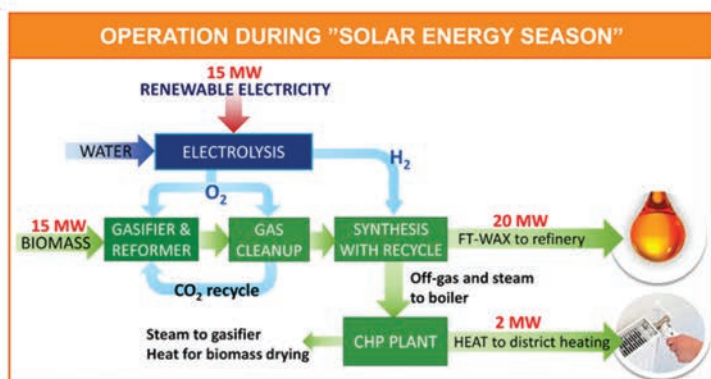 OPERATION DURING ”SOLAR ENERGY SEASON”
15 MW
RENEWABLE ELECTRICITY
WATER
ELECTROLYSIS
H₂
O₂
15 MW
BIOMASS
GASIFIER &
REFORMER
GAS
CLEANUP
SYNTHESIS
WITH RECYCLE
20 MW
FT-WAX to refinery
CO₂ recycle
Off-gas and steam
to boiler
Steam to gasifier
Heat for biomass drying
CHP PLANT
2 MW
HEAT to district heating